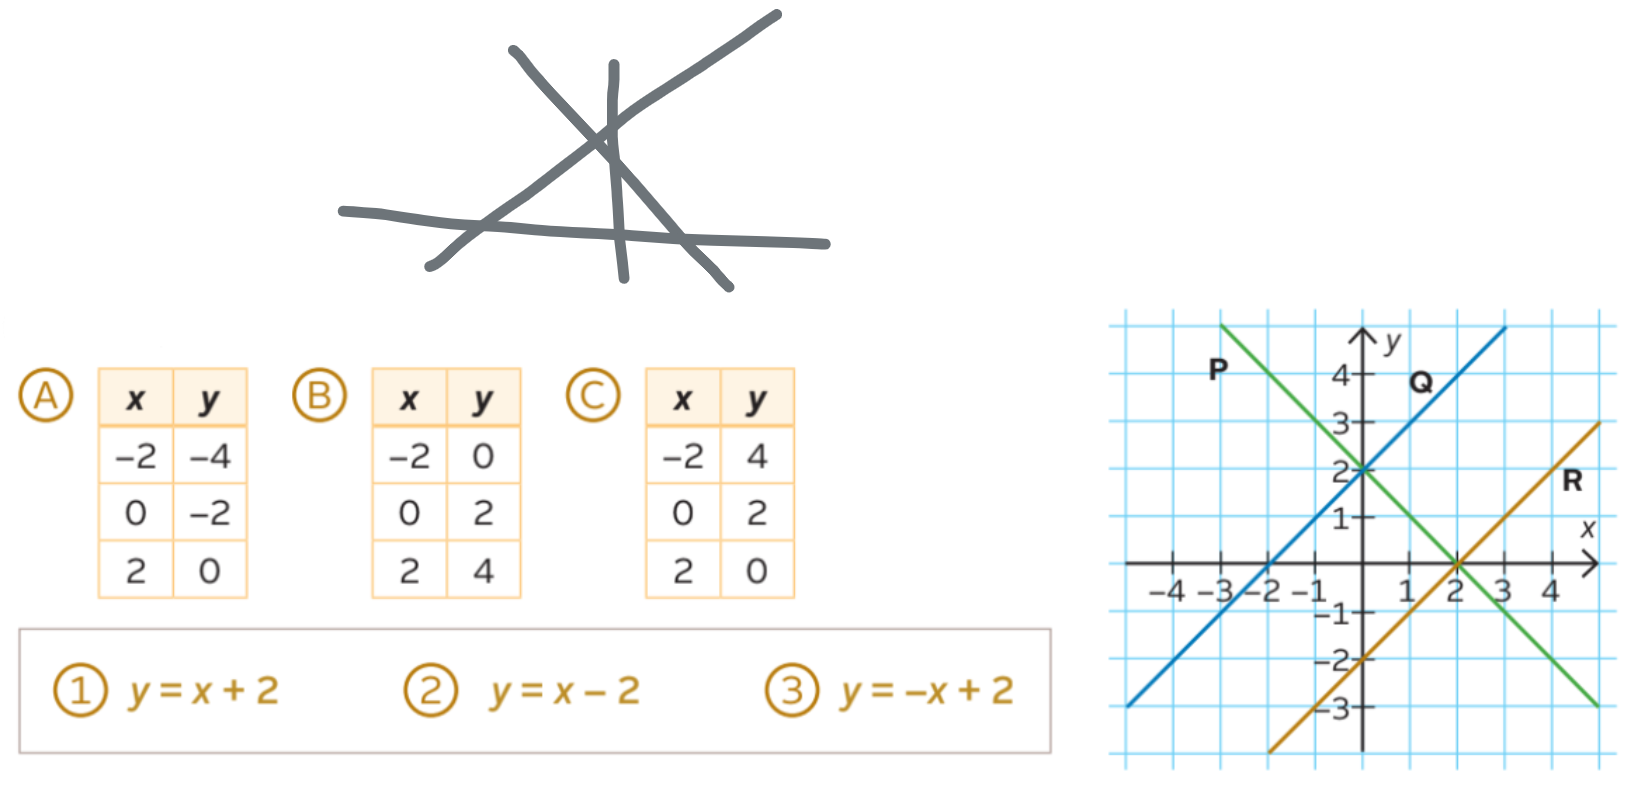 A
x y
−2 −4
0 −2
2 0
B
x y
−2 0
0 2
2 4
C
x y
−2 4
0 2
2 0
1 y = x + 2 2 y = x − 2 3 y = −x + 2
y
P
4
Q
3
2
R
1
x
−4 −3 −2 −1 1 2 3 4
−1
−2
−3